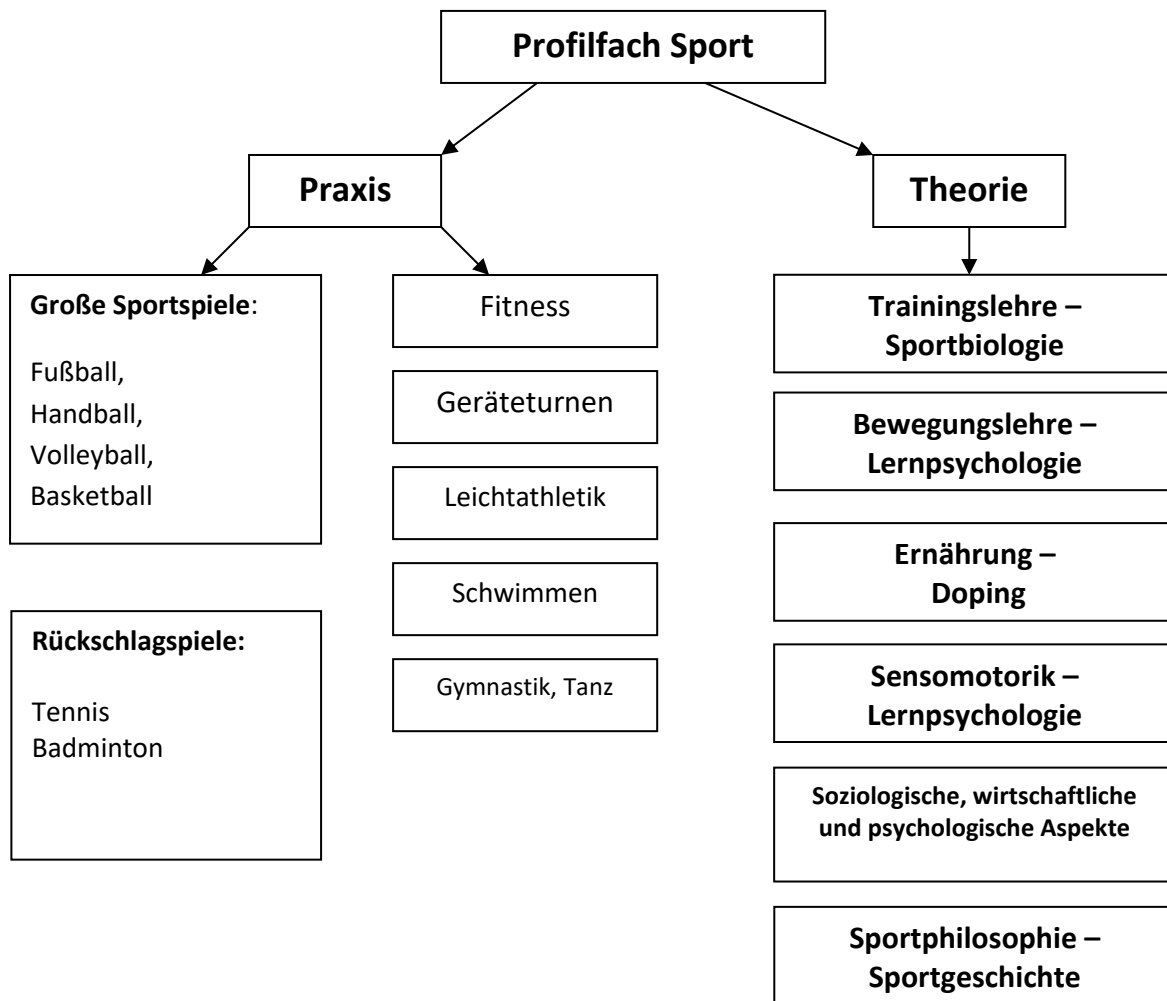 Profilfach Sport
Praxis
Theorie
Große Sportspiele:
Fußball,
Handball,
Volleyball,
Basketball
Rückschlagspiele:
Tennis
Badminton
Fitness
Geräteturnen
Leichtathletik
Schwimmen
Gymnastik, Tanz
Trainingslehre –
Sportbiologie
Bewegungslehre –
Lernpsychologie
Ernährung –
Doping
Sensomotorik –
Lernpsychologie
Soziologische, wirtschaftliche
und psychologische Aspekte
Sportphilosophie –
Sportgeschichte